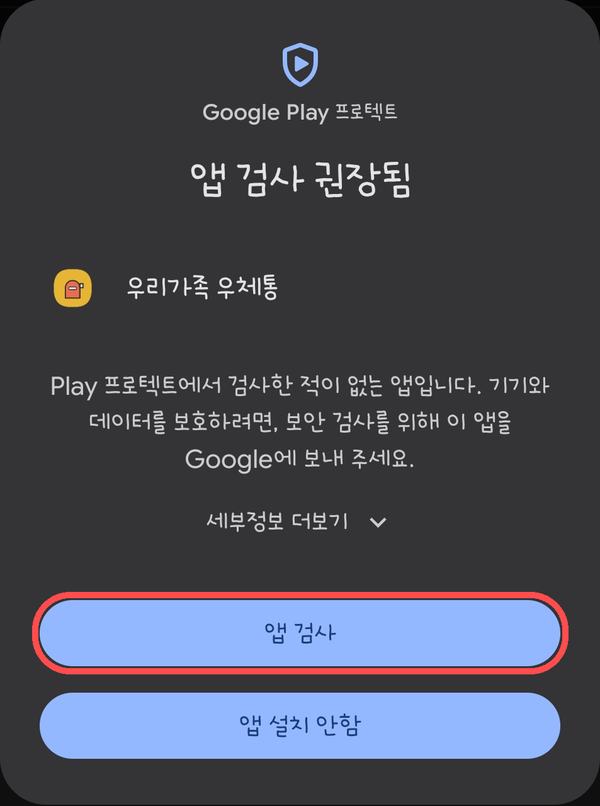 Google Play 프로텍트
앱 검사 권장됨
우리가족 우체통
Play 프로텍트에서 검사한 적이 없는 앱입니다. 기기와
데이터를 보호하려면, 보안 검사를 위해 이 앱을
Google에 보내 주세요.
세부정보 더보기
앱 검사
앱 설치 안함